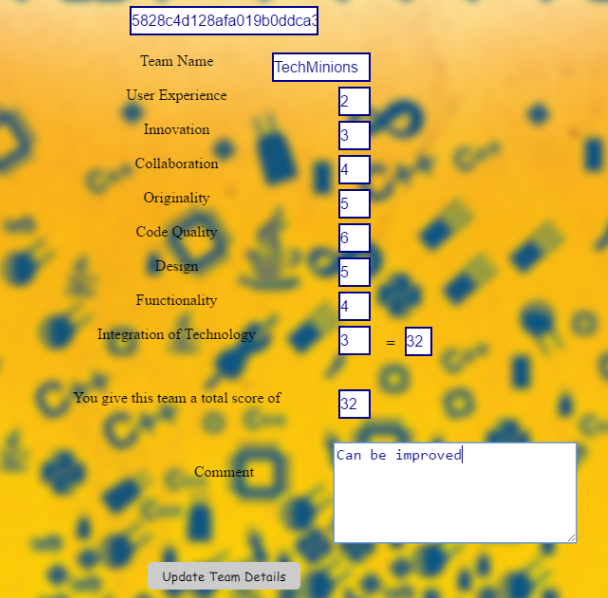 5828c4d128afa019b0ddca3
Team Name TechMinions
User Experience 2
Innovation 3
Collaboration 4
Originality 5
Code Quality 6
Design 5
Functionality 4
Integration of Technology 3 = 32
You give this team a total score of 32
Comment Can be improved
Update Team Details